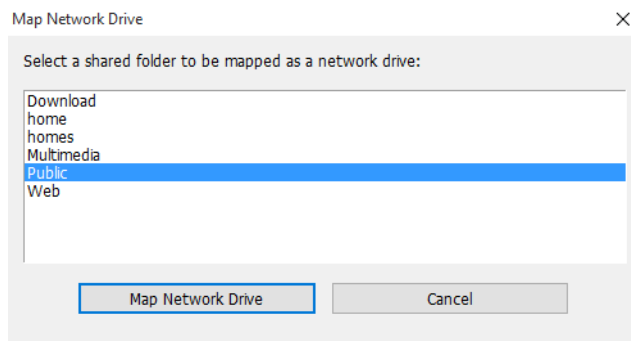 Map Network Drive
Select a shared folder to be mapped as a network drive:
Download
home
homes
Multimedia
Public
Web
Map Network Drive Cancel